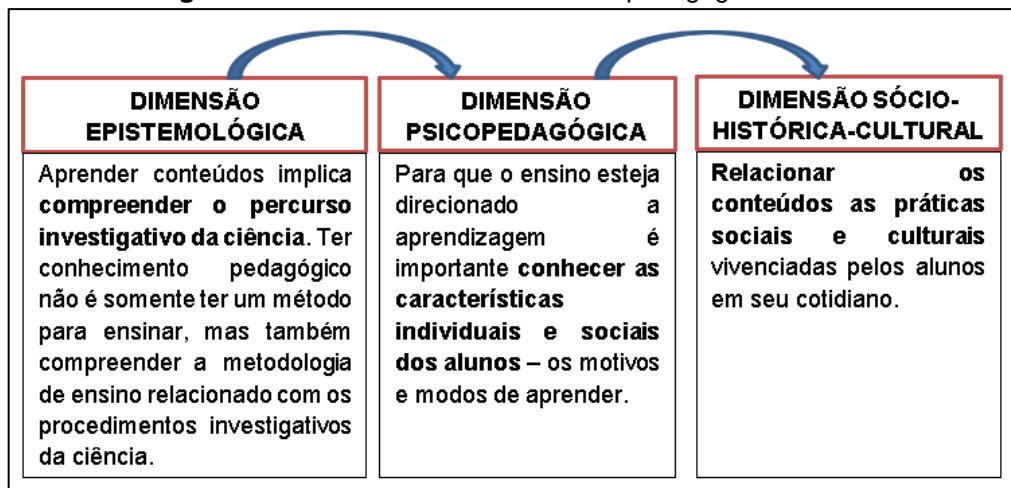 DIMENSÃO
EPISTEMOLÓGICA
Aprender conteúdos implica
compreender o percurso
investigativo da ciência. Ter
conhecimento pedagógico
não é somente ter um método
para ensinar, mas também
compreender a metodologia
de ensino relacionado com os
procedimentos investigativos
da ciência.
DIMENSÃO
PSICOPEDAGÓGICA
Para que o ensino esteja
direcionado a
aprendizagem é
importante conhecer as
características
individuais e sociais
dos alunos – os motivos
e modos de aprender.
DIMENSÃO SÓCIO-
HISTÓRICA-CULTURAL
Relacionar os
conteúdos as práticas
sociais e culturais
vivenciadas pelos alunos
em seu cotidiano.